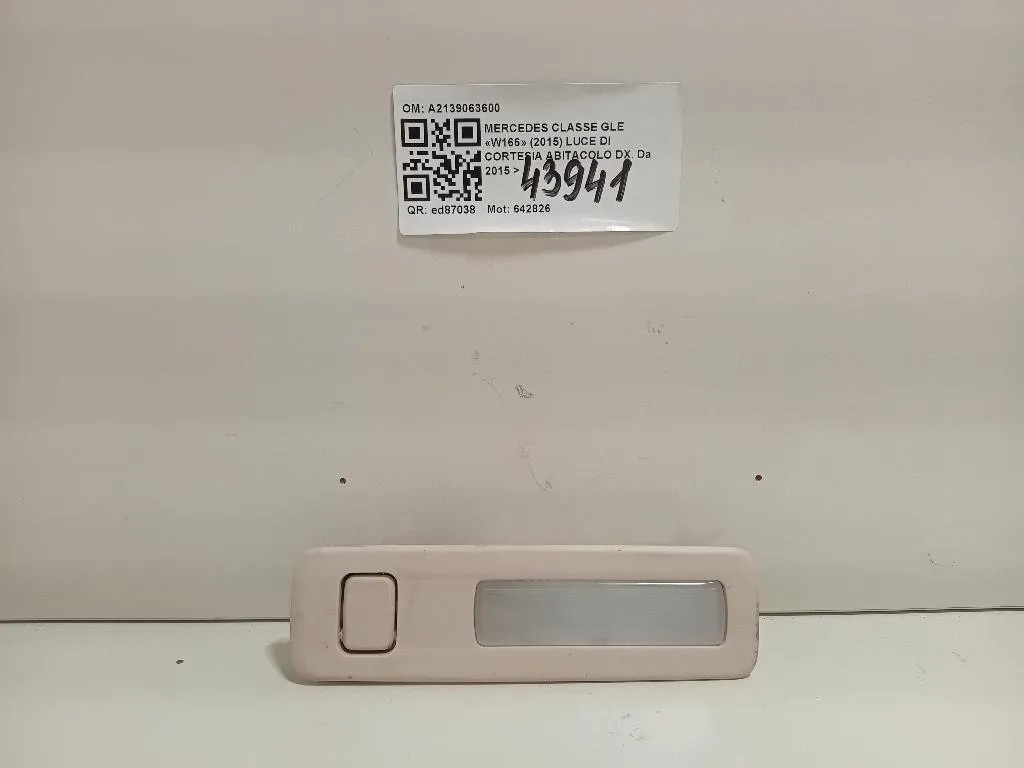 OM: A2139063600
MERCEDES CLASSE GLE
«W166» (2015) LUCE DI
CORTESIA ABITACOLO DX. Da
2015 >
43941
QR: ed87038 Mot: 642826